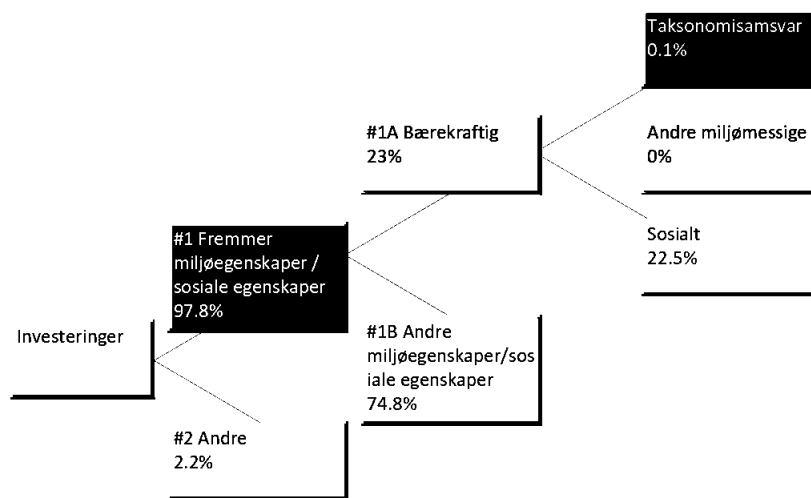 Taksonomisamsvar
0.1%
#1A Bærekraftig
23%
Andre miljømessige
0%
#1 Fremmer
miljøegenskaper /
sosiale egenskaper
97.8%
Sosialt
22.5%
Investeringer
#1B Andre
miljøegenskaper/sos
iale egenskaper
74.8%
#2 Andre
2.2%